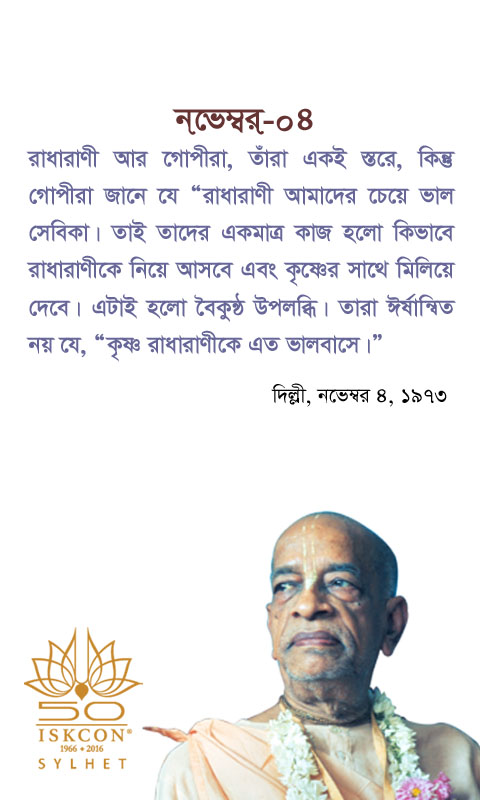 নভেম্বর-০৪
রাধারাণী আর গোপীরা, তাঁরা একই স্তরে, কিন্তু
গোপীরা জানে যে “রাধারাণী আমাদের চেয়ে ভাল
সেবিকা। তাই তাদের একমাত্র কাজ হলো কিভাবে
রাধারাণীকে নিয়ে আসবে এবং কৃষ্ণের সাথে মিলিয়ে
দেবে। এটাই হলো বৈকুণ্ঠ উপলব্ধি। তারা ঈর্ষান্বিত
নয় যে, “কৃষ্ণ রাধারাণীকে এত ভালবাসে।”
দিল্লী, নভেম্বর ৪, ১৯৭৩
50
ISKCON®
1966 • 2016
SYLHET